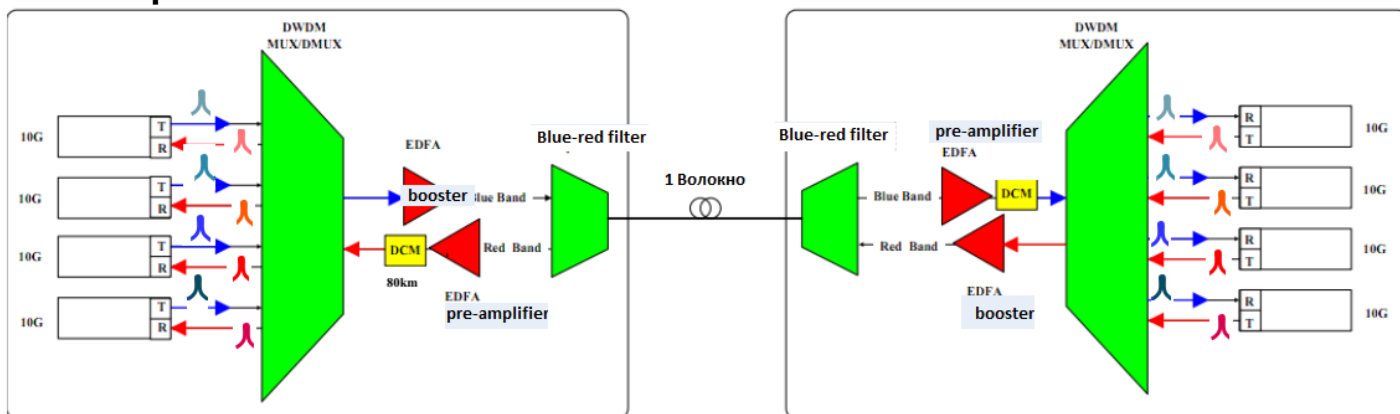 DWDM
MUX/DMUX
10G
T
R
10G
T
R
10G
T
R
10G
T
R
EDFA
booster
Blue Band
Red Band
DCM
80km
EDFA
pre-amplifier
Blue-red filter
1 Волокно
Blue-red filter
pre-amplifier
EDFA
Blue Band
DCM
Red Band
EDFA
booster
DWDM
MUX/DMUX
R
T
10G
R
T
10G
R
T
10G
R
T
10G